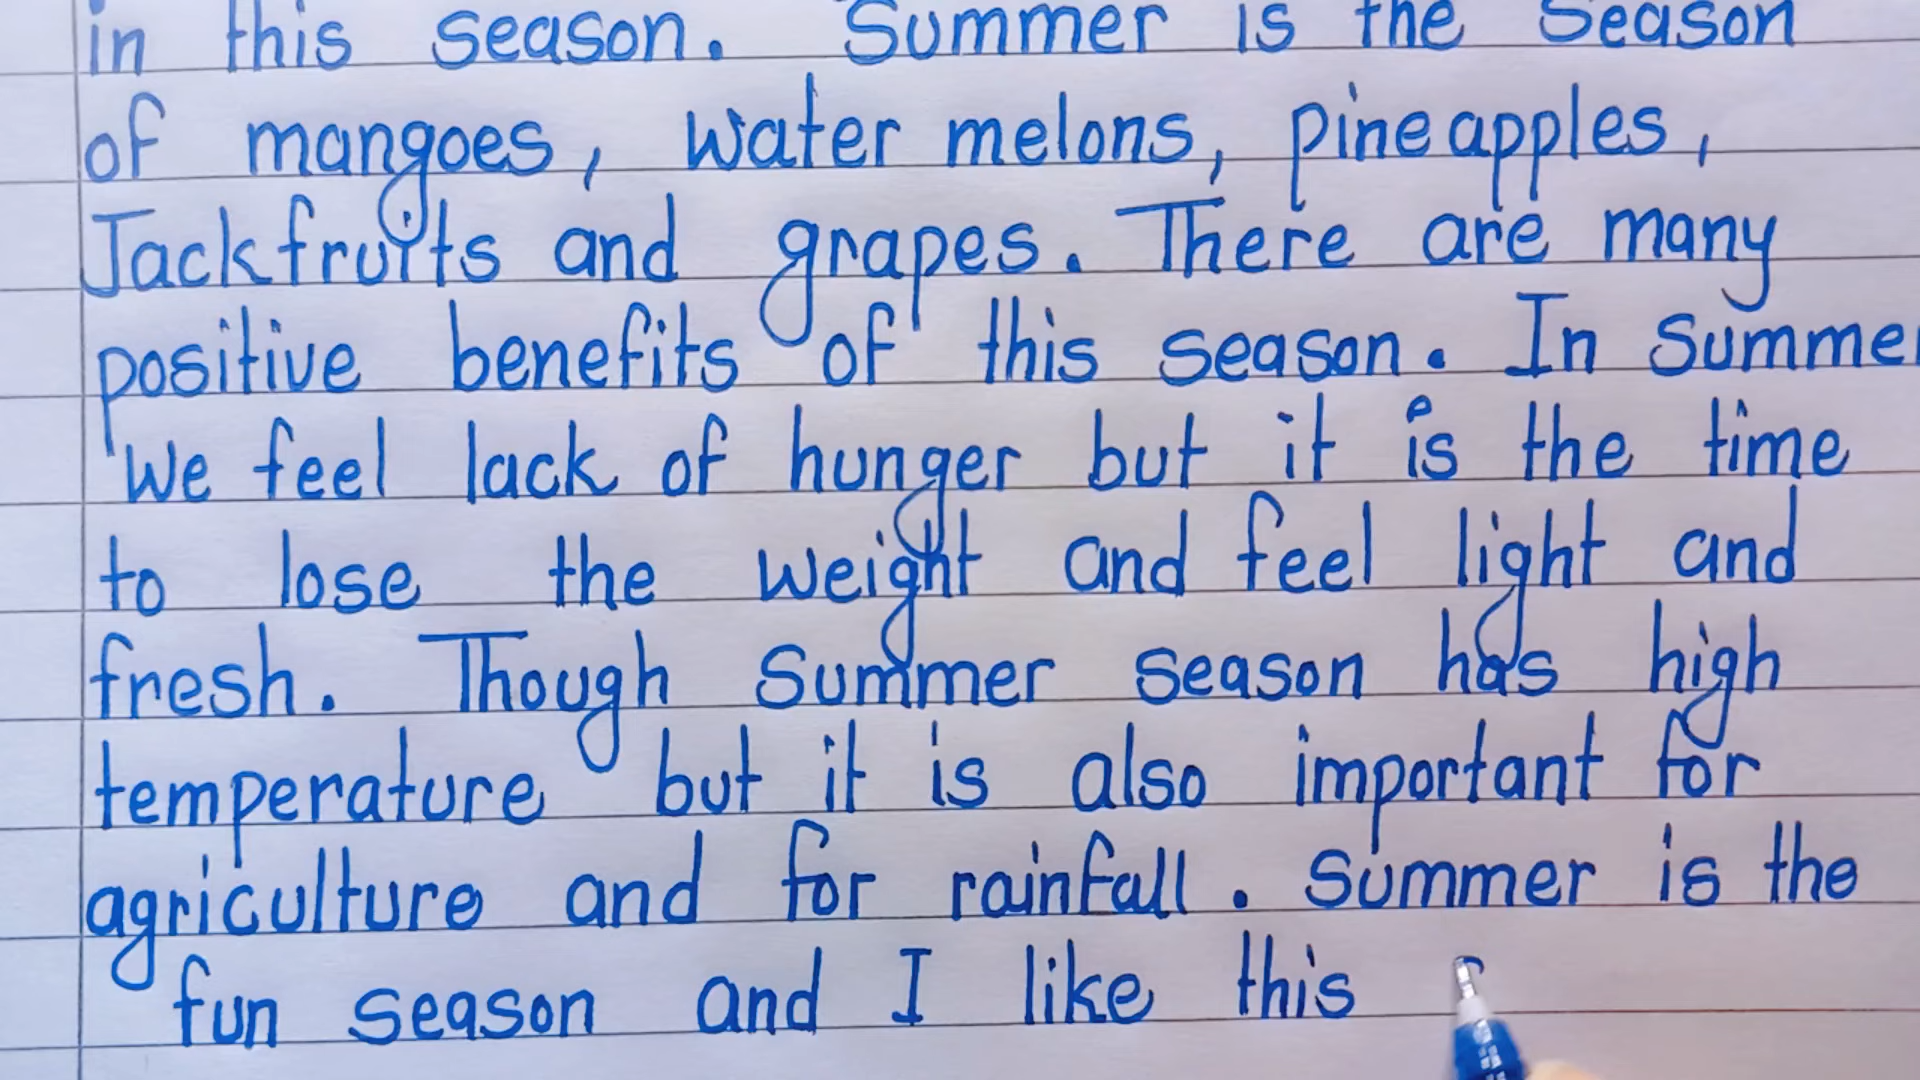 in this season. Summer is the Season
of mangoes, water melons, pineapples,
Jackfruits and grapes. There are many
positive benefits of this season. In Summer
We feel lack of hunger but it is the time
to lose the weight and feel light and
fresh. Though Summer season has high
temperature but it is also important for
agriculture and for rainfall. Summer is the
fun season and I like this